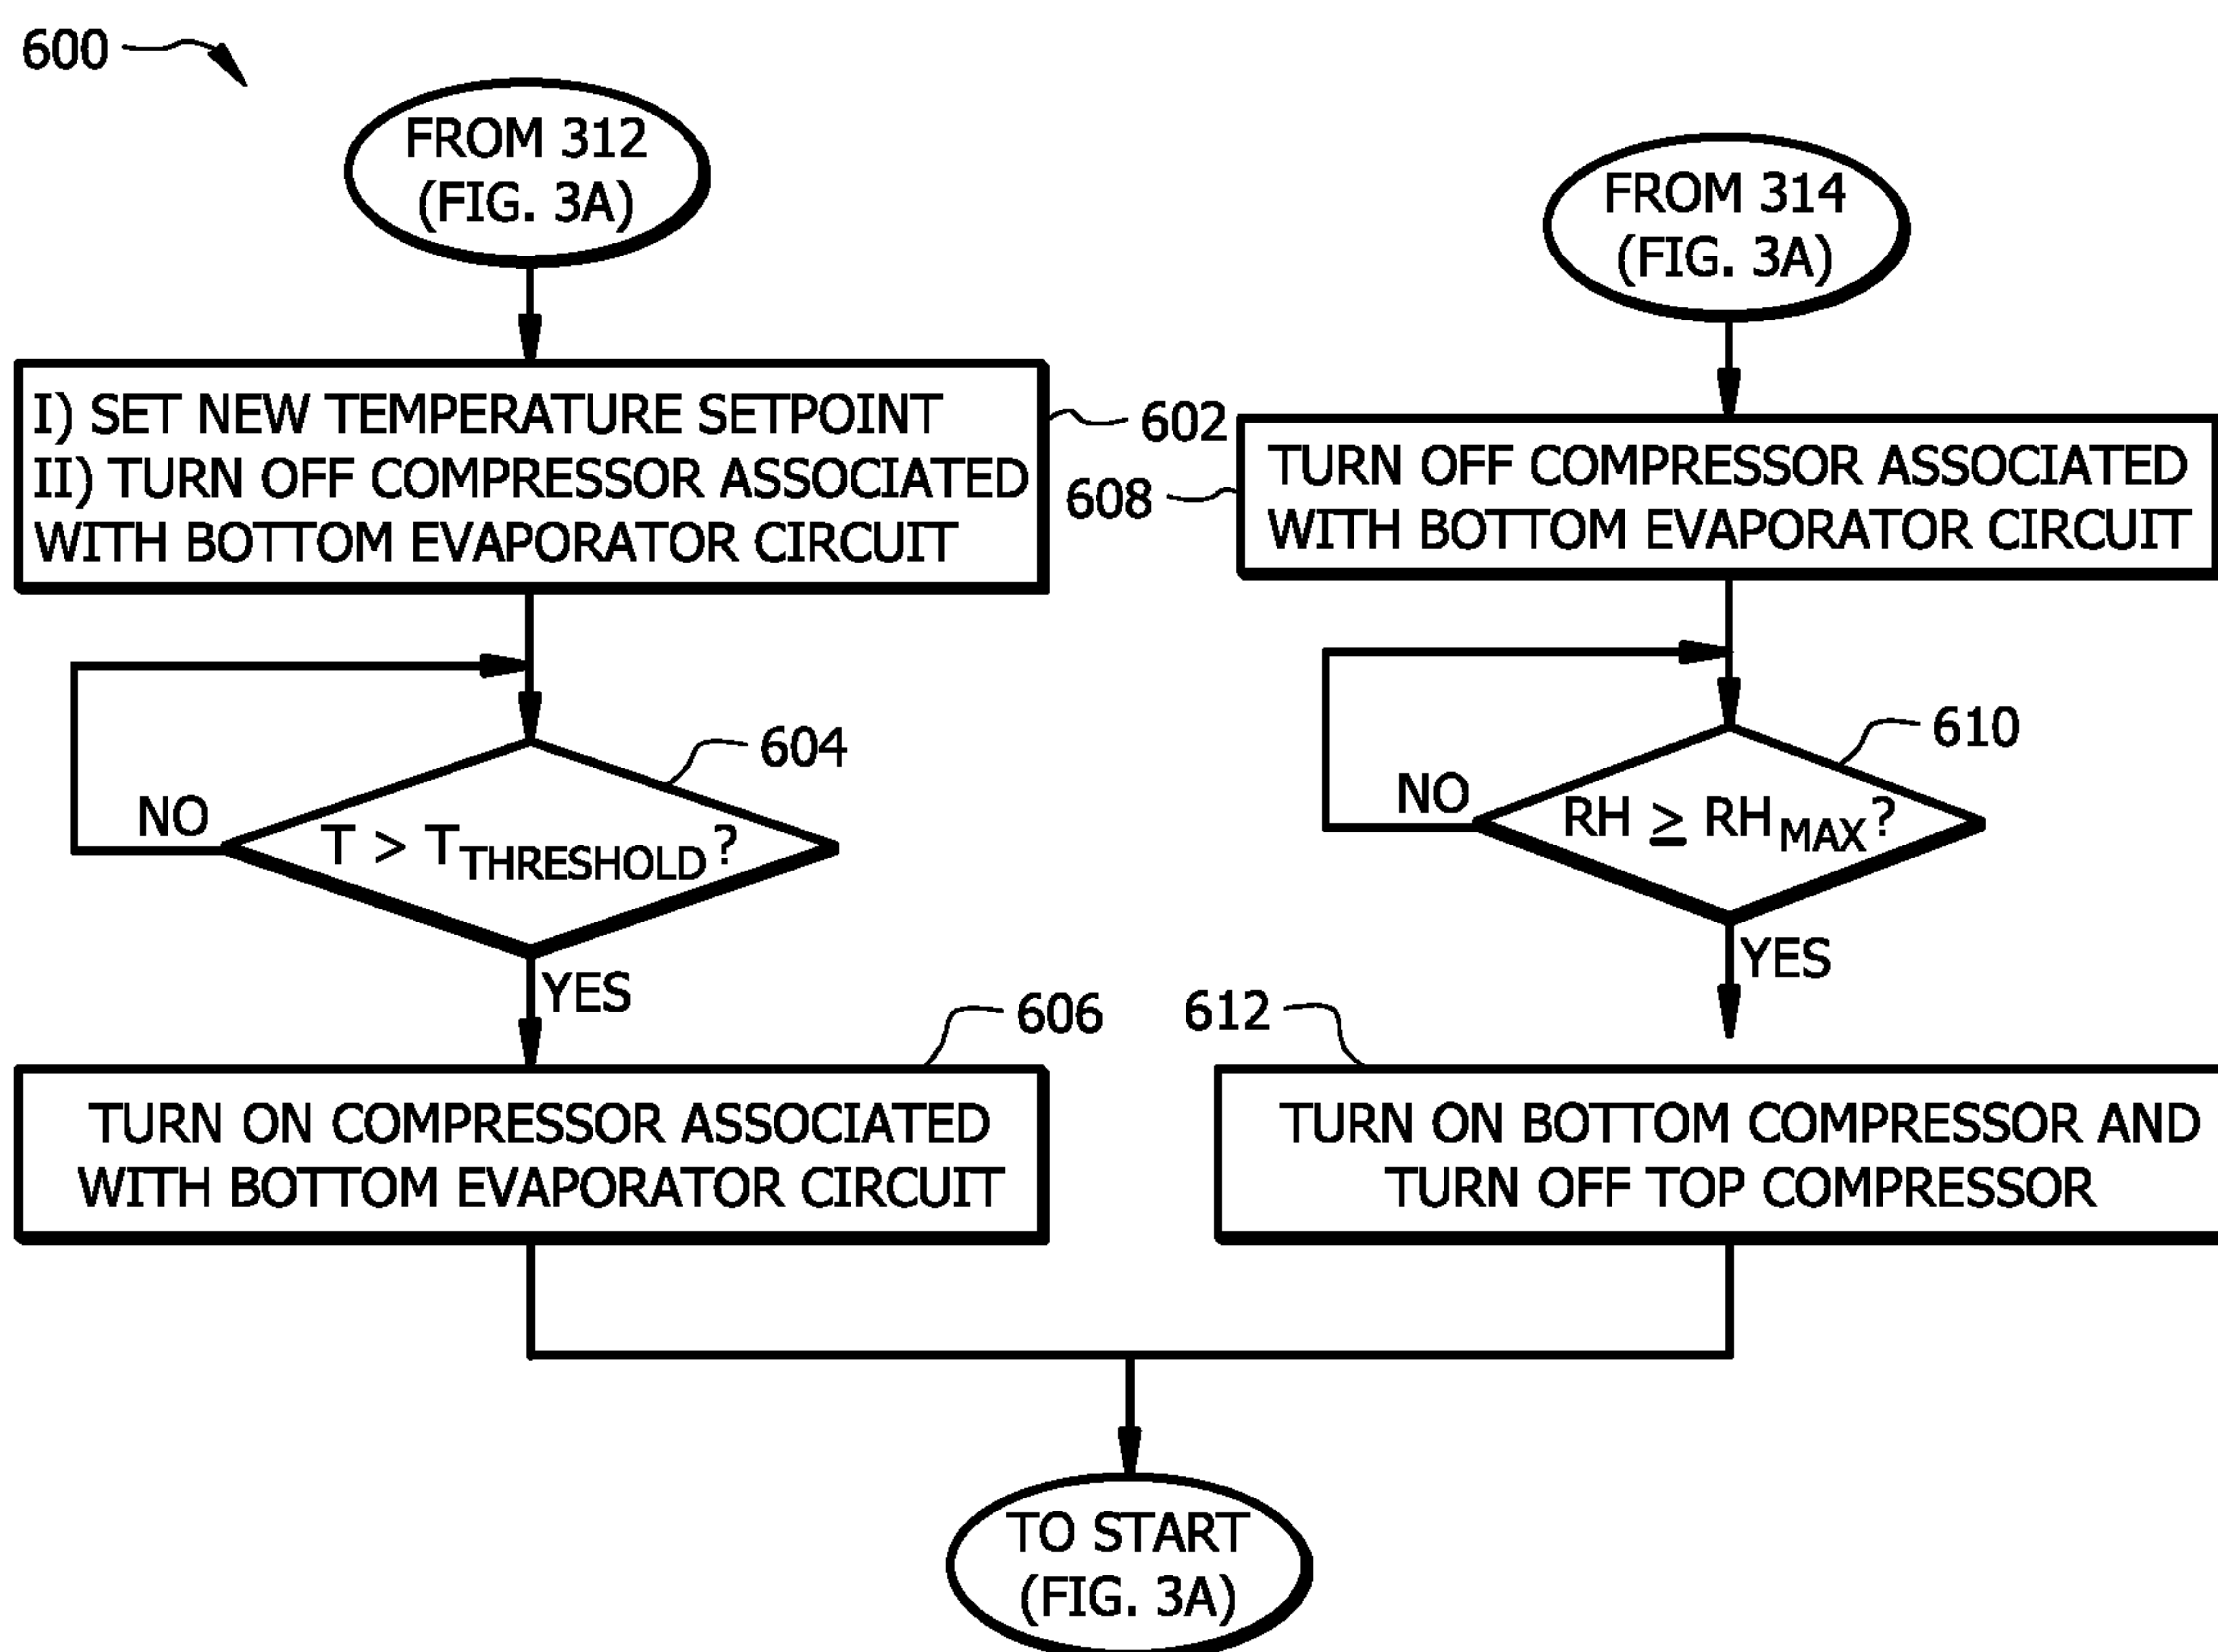 600
FROM 312
(FIG. 3A)
I) SET NEW TEMPERATURE SETPOINT
II) TURN OFF COMPRESSOR ASSOCIATED
WITH BOTTOM EVAPORATOR CIRCUIT
602
604
T > T THRESHOLD ?
NO
YES
606
TURN ON COMPRESSOR ASSOCIATED
WITH BOTTOM EVAPORATOR CIRCUIT
FROM 314
(FIG. 3A)
608
TURN OFF COMPRESSOR ASSOCIATED
WITH BOTTOM EVAPORATOR CIRCUIT
610
RH ≥ RH MAX ?
NO
YES
612
TURN ON BOTTOM COMPRESSOR AND
TURN OFF TOP COMPRESSOR
TO START
(FIG. 3A)